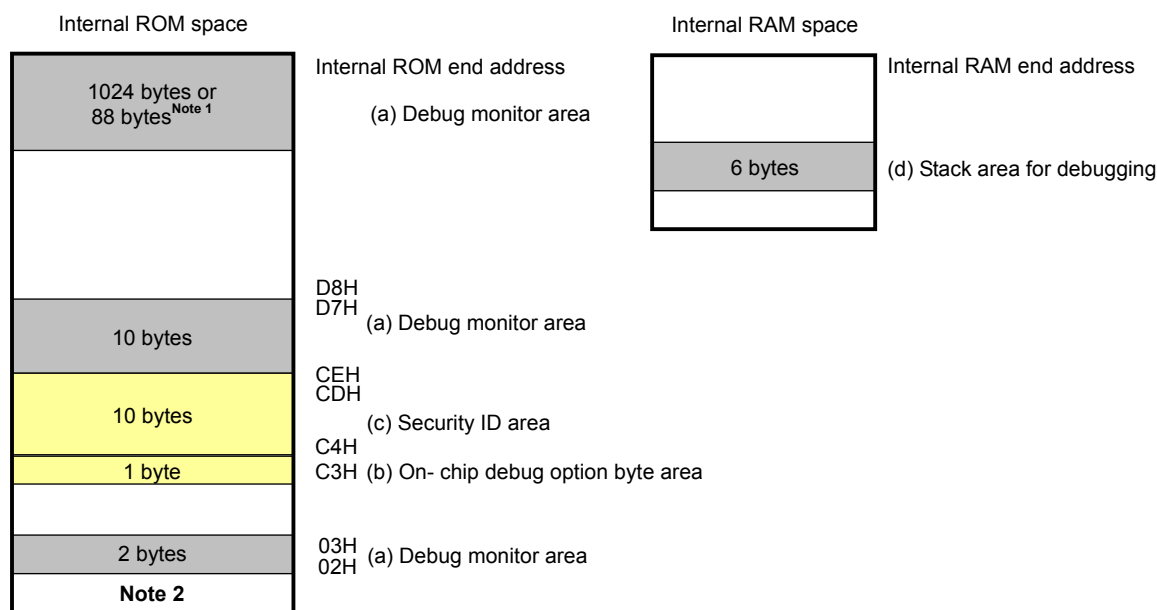 Internal ROM space
Internal ROM end address
1024 bytes or
88 bytesNote 1
(a) Debug monitor area
D8H
D7H
(a) Debug monitor area
10 bytes
CEH
CDH
10 bytes
(c) Security ID area
C4H
1 byte
C3H (b) On- chip debug option byte area
03H
02H
2 bytes
(a) Debug monitor area
Note 2
Internal RAM space
Internal RAM end address
6 bytes
(d) Stack area for debugging